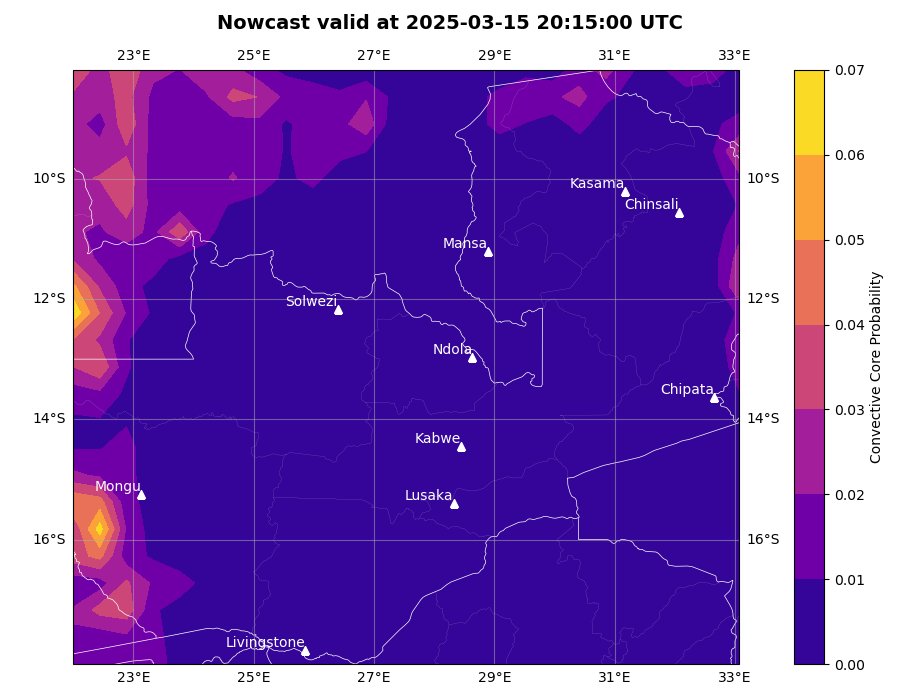 Nowcast valid at 2025-03-15 20:15:00 UTC
23°E 25°E 27°E 29°E 31°E 33°E
0.07
0.06
10°S 10°S
Kasama
Chinsali
0.05
Mansa
12°S 12°S
Solwezi
0.04
Ndola
Chipata
0.03
14°S 14°S
Kabwe
Mongu
Lusaka
0.02
16°S 16°S
0.01
Livingstone
0.00
23°E 25°E 27°E 29°E 31°E 33°E
Convective Core Probability